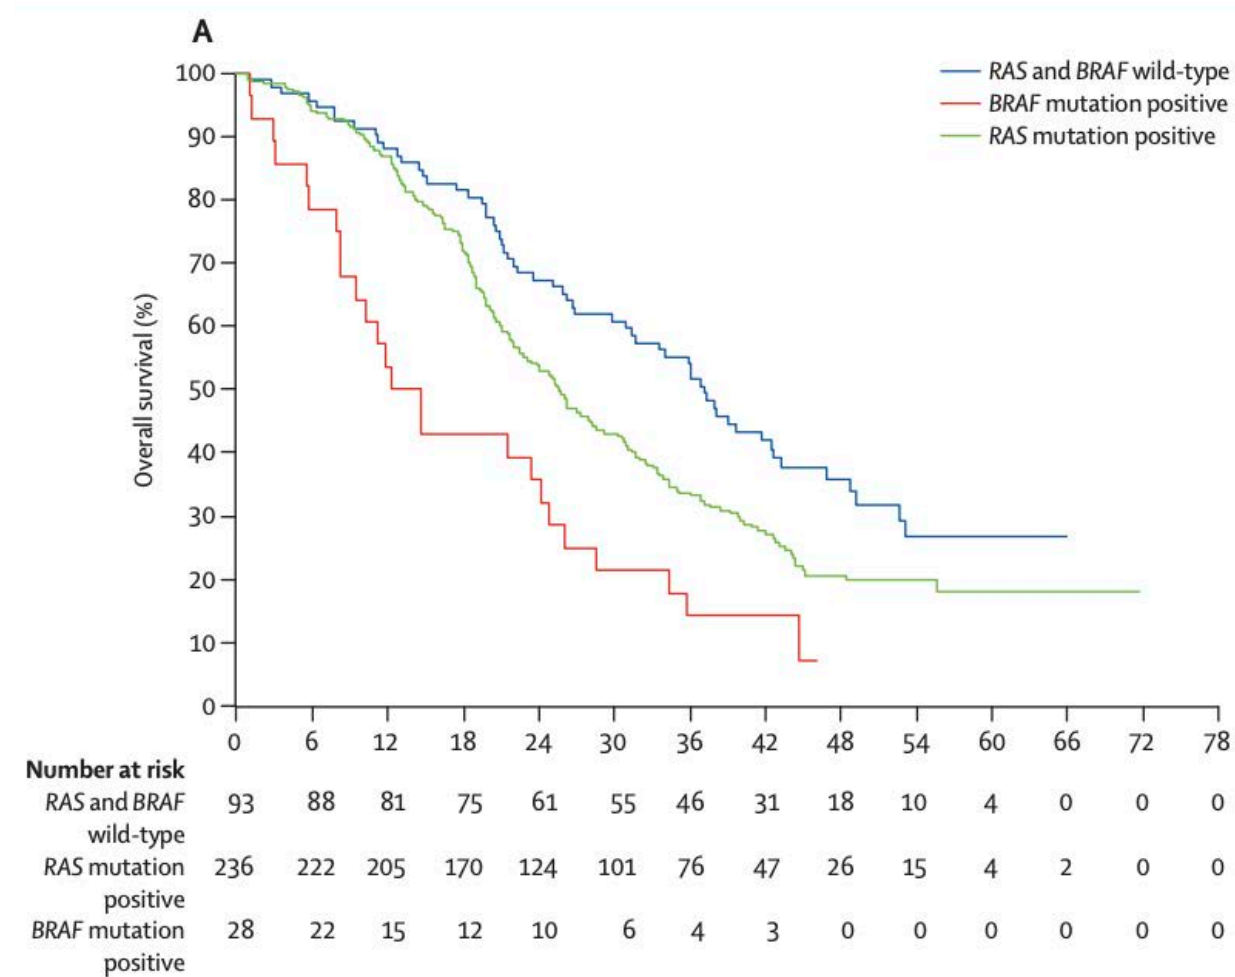 A
100
90
80
70
60
50
40
30
20
10
0
Overall survival (%)
RAS and BRAF wild-type
BRAF mutation positive
RAS mutation positive
0 6 12 18 24 30 36 42 48 54 60 66 72 78
Number at risk
RAS and BRAF 93 88 81 75 61 55 46 31 18 10 4 0 0 0
wild-type
RAS mutation 236 222 205 170 124 101 76 47 26 15 4 2 0 0
positive
BRAF mutation 28 22 15 12 10 6 4 3 0 0 0 0 0 0
positive